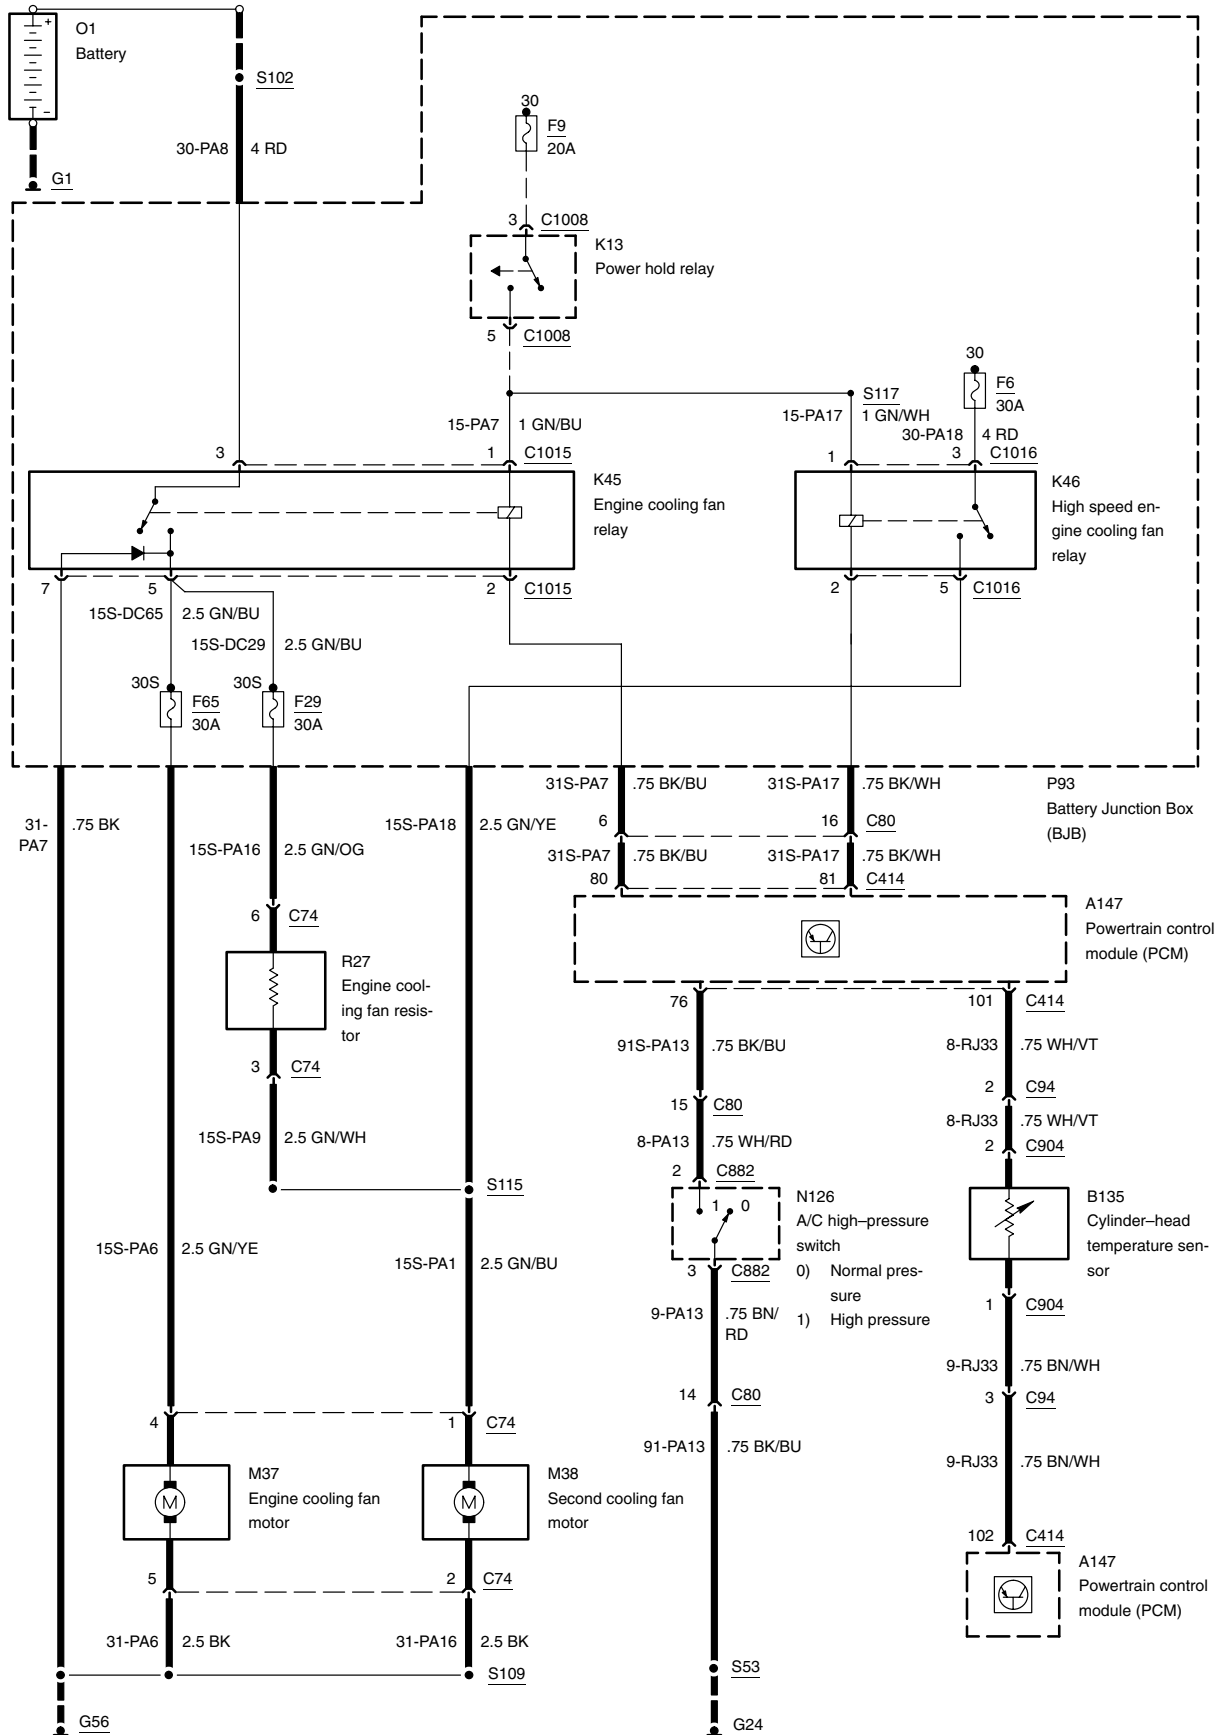 O1
Battery
+
−
S102
30-PA8 4 RD
G1
30
F9
20A
3 C1008
K13
Power hold relay
5 C1008
30
F6
30A
S117
15-PA7 1 GN/BU
15-PA17 1 GN/WH
30-PA18 4 RD
3 1 C1015
1 3 C1016
K45
Engine cooling fan
relay
K46
High speed en-
gine cooling fan
relay
7 5 2 C1015
2 5 C1016
15S-DC65 2.5 GN/BU
15S-DC29 2.5 GN/BU
30S
F65
30A
30S
F29
30A
P93
Battery Junction Box
(BJB)
31-
PA7
.75 BK
15S-PA16 2.5 GN/OG
15S-PA18 2.5 GN/YE
31S-PA7 .75 BK/BU
31S-PA17 .75 BK/WH
6 16 C80
31S-PA7 .75 BK/BU
31S-PA17 .75 BK/WH
80 81 C414
A147
Powertrain control
module (PCM)
6 C74
R27
Engine cool-
ing fan resis-
tor
3 C74
15S-PA9 2.5 GN/WH
S115
76 101 C414
91S-PA13 .75 BK/BU
8-RJ33 .75 WH/VT
15 C80
2 C94
8-PA13 .75 WH/RD
8-RJ33 .75 WH/VT
2 C882
2 C904
1 0
N126
A/C high–pressure
switch
0) Normal pres-
sure
1) High pressure
B135
Cylinder–head
temperature sen-
sor
15S-PA6 2.5 GN/YE
15S-PA1 2.5 GN/BU
3 C882
1 C904
9-PA13 .75 BN/
RD
9-RJ33 .75 BN/WH
14 C80
3 C94
4 1 C74
91-PA13 .75 BK/BU
9-RJ33 .75 BN/WH
M
M37
Engine cooling fan
motor
M
M38
Second cooling fan
motor
102 C414
A147
Powertrain control
module (PCM)
5 2 C74
31-PA6 2.5 BK
31-PA16 2.5 BK
S109
S53
G56
G24